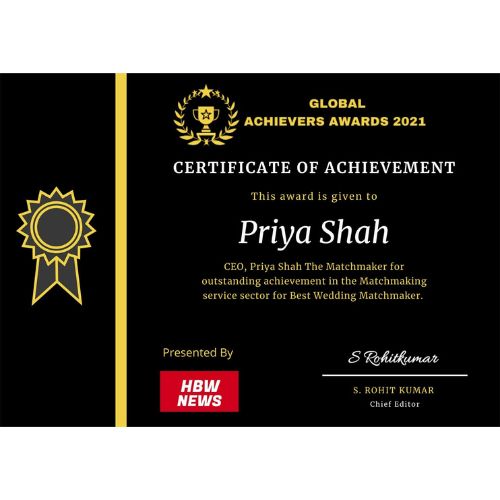 GLOBAL
ACHIEVERS AWARDS 2021
CERTIFICATE OF ACHIEVEMENT
This award is given to
Priya Shah
CEO, Priya Shah The Matchmaker for
outstanding achievement in the Matchmaking
service sector for Best Wedding Matchmaker.
Presented By
HBW
NEWS
S Rohitkumar
S. ROHIT KUMAR
Chief Editor